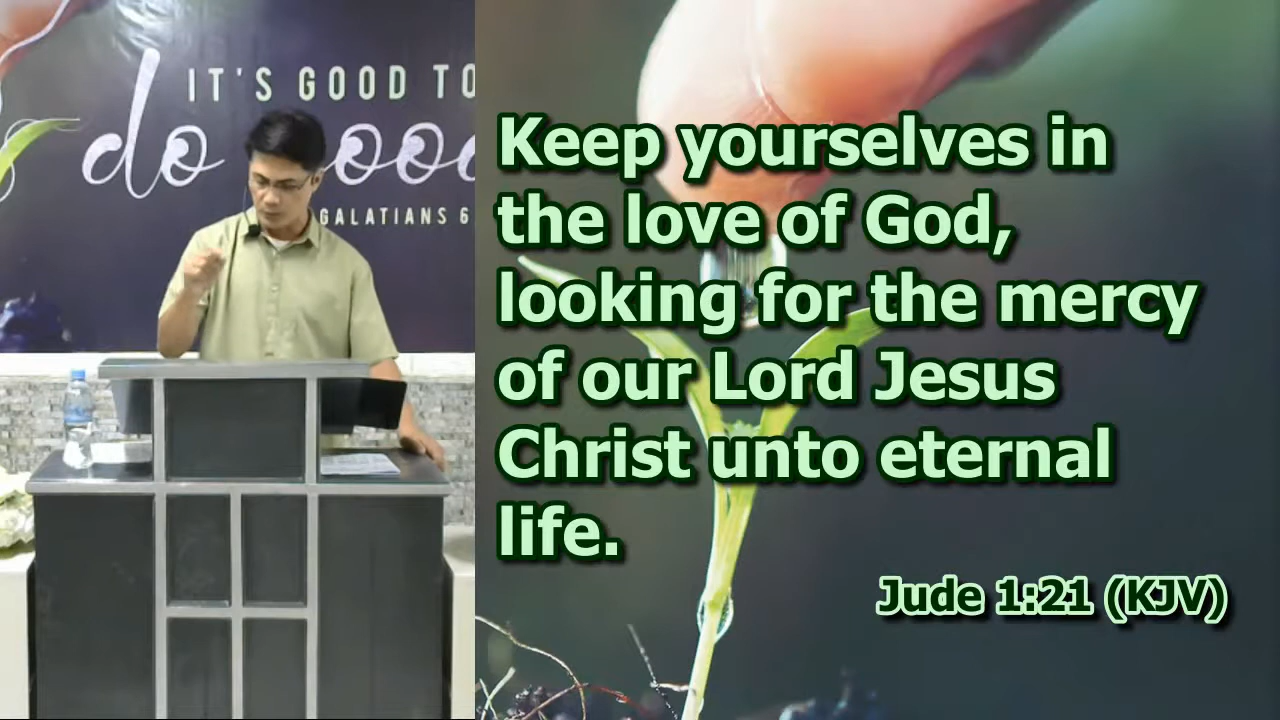 IT'S GOOD TO
do
GALATIANS 6
Keep yourselves in
the love of God,
looking for the mercy
of our Lord Jesus
Christ unto eternal
life.
Jude 1:21 (KJV)